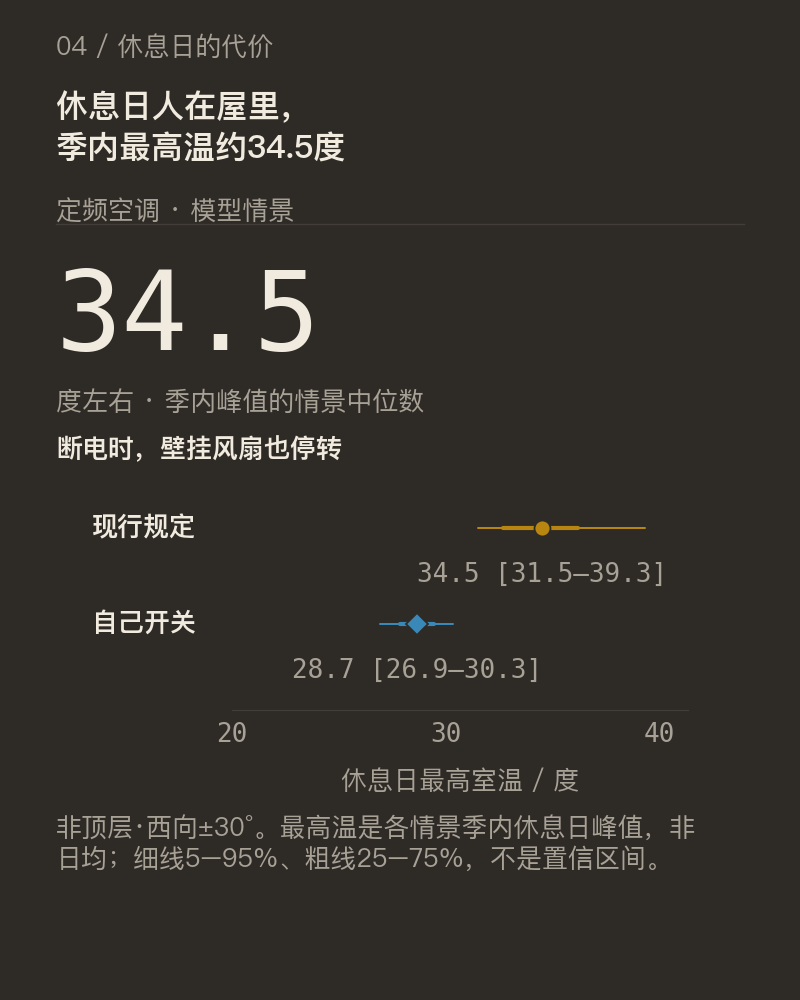 04 / 休息日的代价
休息日人在屋里，
季内最高温约34.5度
定频空调 · 模型情景
34.5
度左右 · 季内峰值的情景中位数
断电时，壁挂风扇也停转
现行规定
34.5 [31.5—39.3]
自己开关
28.7 [26.9—30.3]
20 30 40
休息日最高室温 / 度
非顶层·西向±30°。最高温是各情景季内休息日峰值，非
日均；细线5—95%、粗线25—75%，不是置信区间。